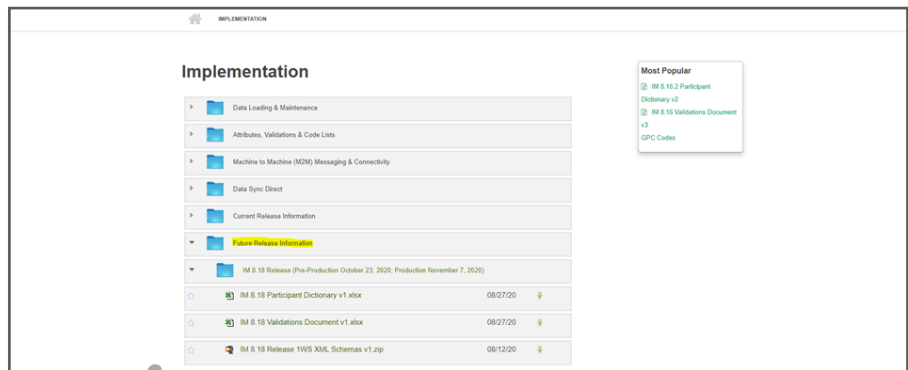 IMPLEMENTATION
Implementation
Data Loading & Maintenance
Attributes, Validations & Code Lists
Machine to Machine (M2M) Messaging & Connectivity
Data Sync Direct
Current Release Information
Future Release Information
IM 8.18 Release (Pre-Production October 23, 2020; Production November 7, 2020)
IM 8.18 Participant Dictionary v1.xlsx 08/27/20
IM 8.18 Validations Document v1.xlsx 08/27/20
IM 8.18 Release 1WS XML Schemas v1.zip 08/12/20
Most Popular
IM 8.16.2 Participant
Dictionary v2
IM 8.16 Validations Document
v3
GPC Codes